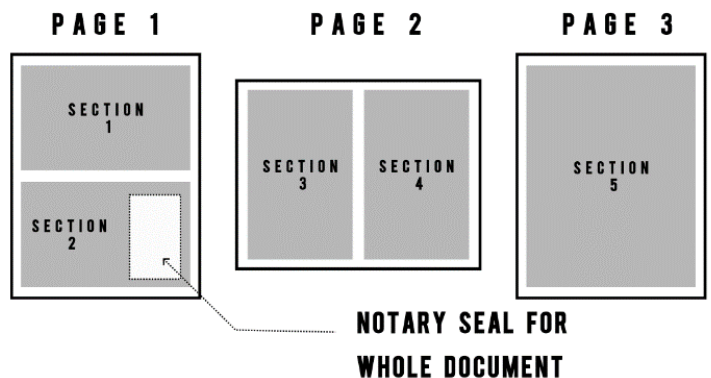 PAGE 1
PAGE 2
PAGE 3
SECTION
1
SECTION
2
SECTION
3
SECTION
4
SECTION
5
NOTARY SEAL FOR
WHOLE DOCUMENT